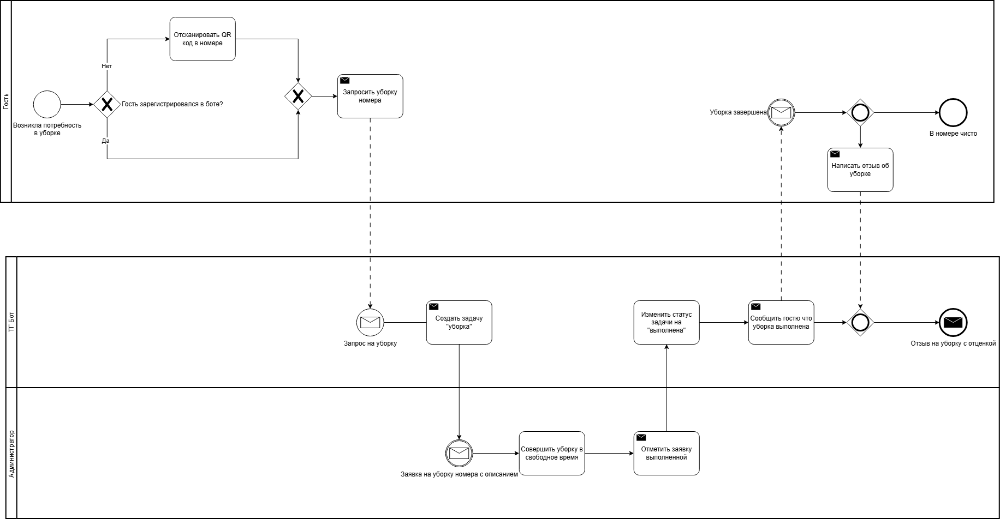 Гость
Отсканировать QR
код в номере
Нет
Гость зарегистрировался в боте?
Возникла потребность
в уборке
Да
Запросить уборку
номера
Уборка завершена
В номере чисто
Написать отзыв об
уборке
ТГ Бот
Запрос на уборку
Создать задачу
"уборка"
Изменить статус
задачи на
"выполнена"
Сообщить гостю что
уборка выполнена
Отзыв на уборку с отценкой
Администратор
Заявка на уборку номера с описанием
Совершить уборку в
свободное время
Отметить заявку
выполненной